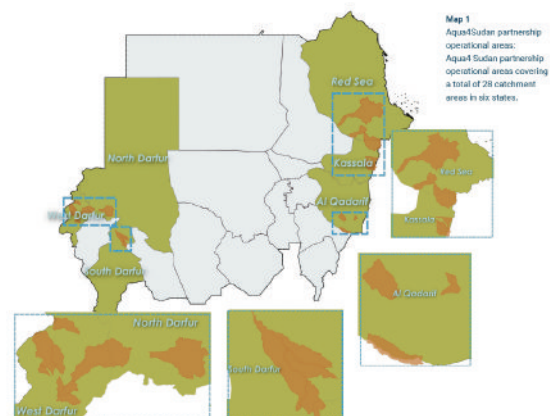 Map 1
Aqua4Sudan partnership
operational areas:
Aqua4 Sudan partnership
operational areas covering
a total of 28 catchment
areas in six states.
Red Sea
Kassala
North Darfur
Al Qadarif
West Darfur
South Darfur
Red Sea
Kassala
Al Qadarif
North Darfur
West Darfur
South Darfur